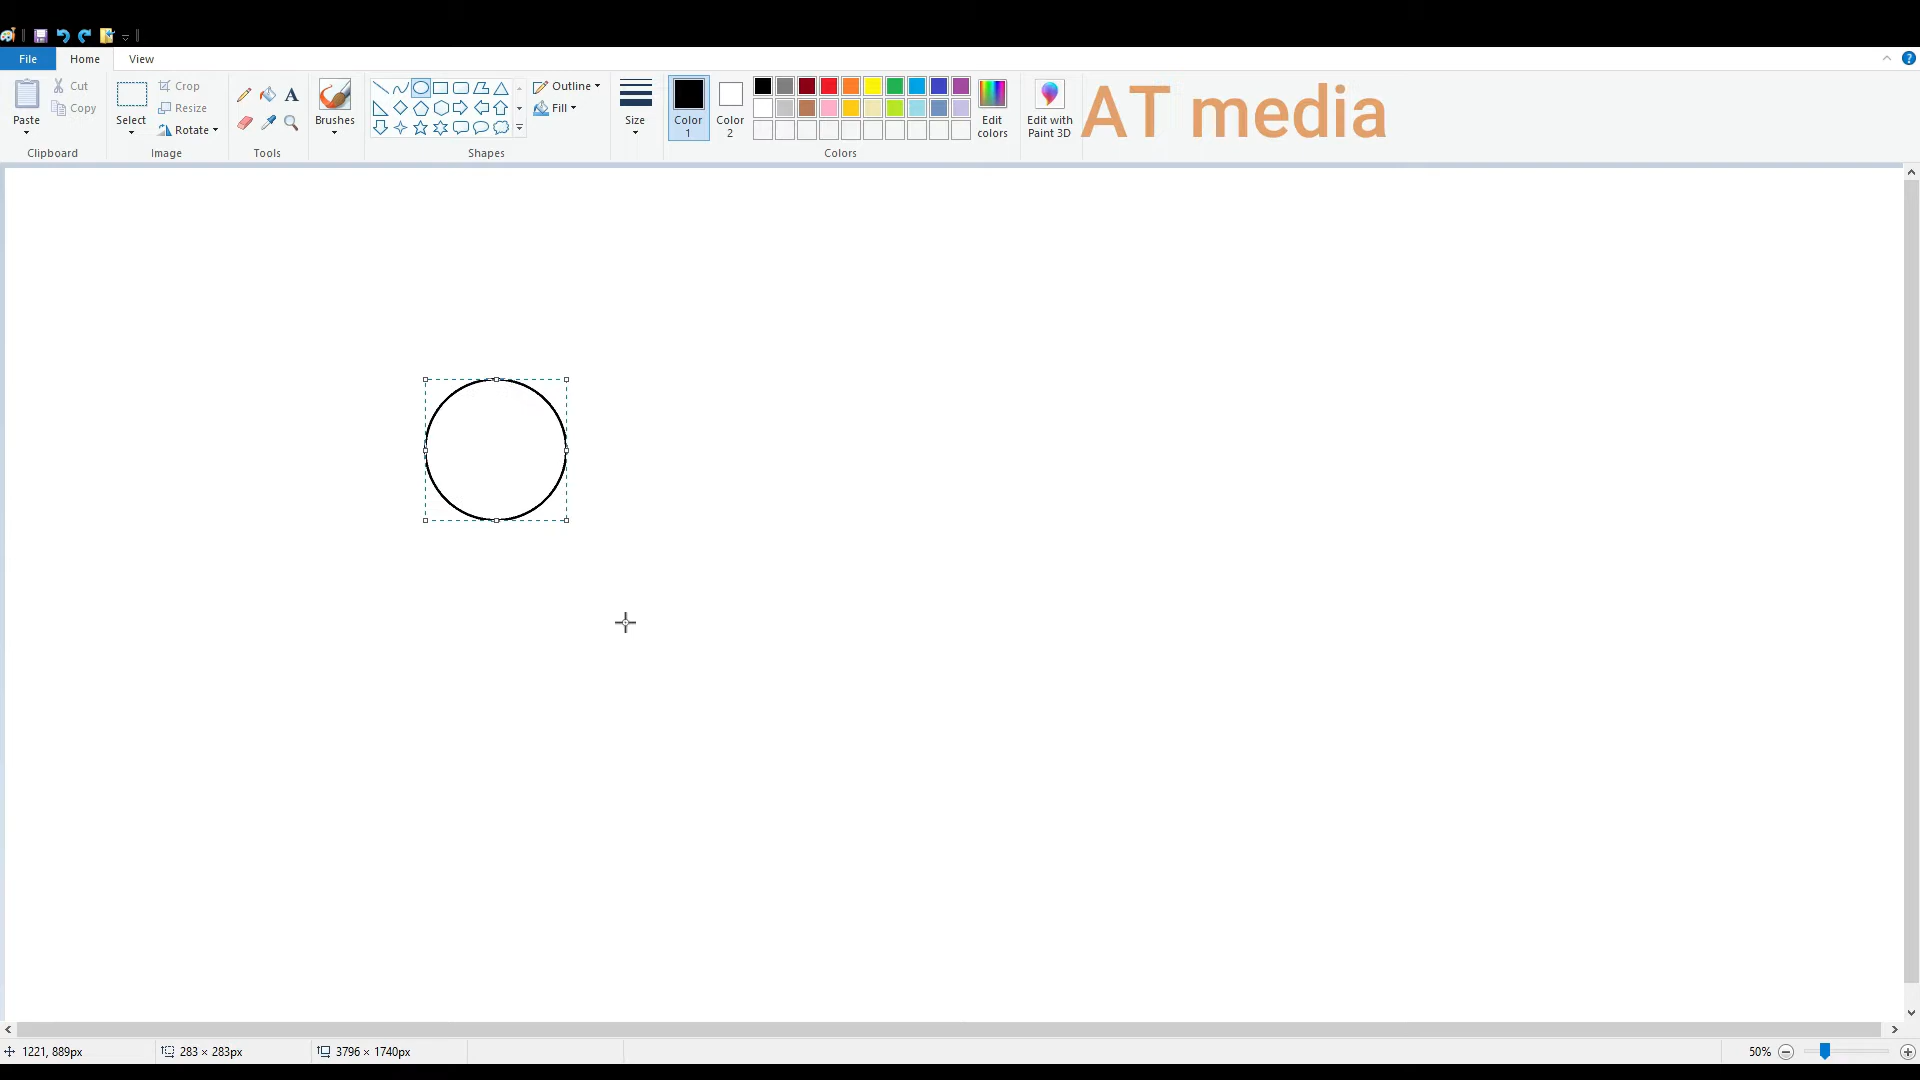 File Home View
Paste Cut Copy
Clipboard
Select Crop Resize Rotate
Image
A
Tools
Brushes
Shapes
Outline
Fill
Size
Color 1
Color 2
Edit colors
Colors
Edit with Paint 3D
AT media
1221, 889px 283 × 283px 3796 × 1740px 50%